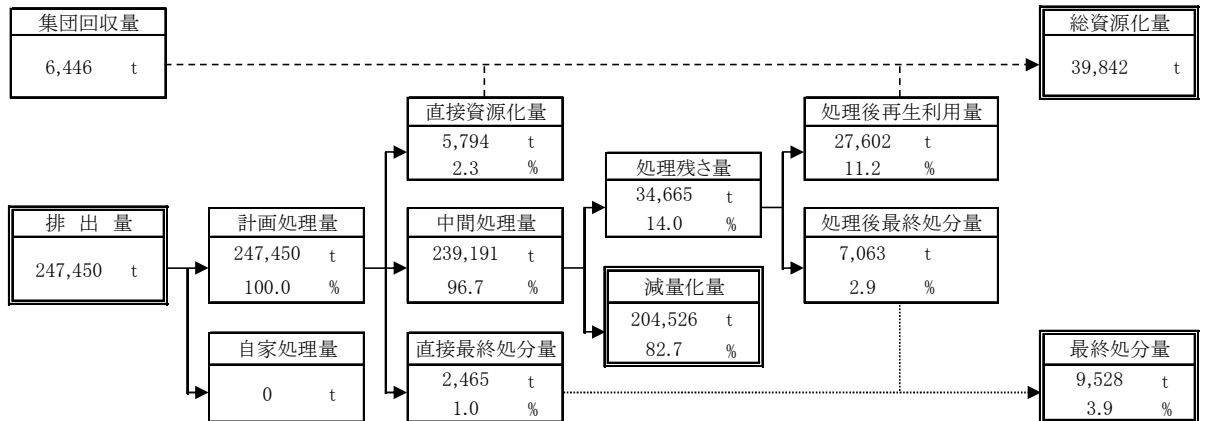 集団回収量
6,446 t
総資源化量
39,842 t
直接資源化量
5,794 t
2.3 %
処理後再生利用量
27,602 t
11.2 %
処理残さ量
34,665 t
14.0 %
排 出 量
247,450 t
計画処理量
247,450 t
100.0 %
中間処理量
239,191 t
96.7 %
処理後最終処分量
7,063 t
2.9 %
減量化量
204,526 t
82.7 %
自家処理量
0 t
直接最終処分量
2,465 t
1.0 %
最終処分量
9,528 t
3.9 %